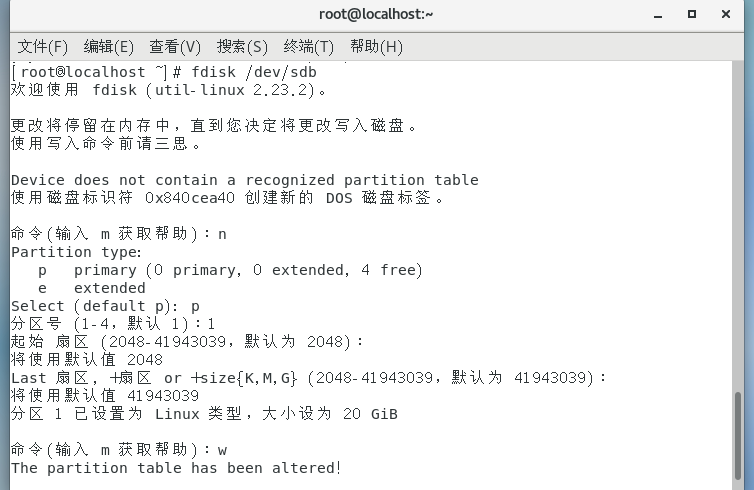 root@localhost:~
文件(F) 编辑(E) 查看(V) 搜索(S) 终端(T) 帮助(H)
[root@localhost ~]# fdisk /dev/sdb
欢迎使用 fdisk (util-linux 2.23.2)。
更改将停留在内存中，直到您决定将更改写入磁盘。
使用写入命令前请三思。
Device does not contain a recognized partition table
使用磁盘标识符 0x840cea40 创建新的 DOS 磁盘标签。
命令(输入 m 获取帮助)：n
Partition type:
   p   primary (0 primary, 0 extended, 4 free)
   e   extended
Select (default p): p
分区号 (1-4，默认 1)：1
起始 扇区 (2048-41943039，默认为 2048)：
将使用默认值 2048
Last 扇区, +扇区 or +size{K,M,G} (2048-41943039，默认为 41943039)：
将使用默认值 41943039
分区 1 已设置为 Linux 类型，大小设为 20 GiB
命令(输入 m 获取帮助)：w
The partition table has been altered!